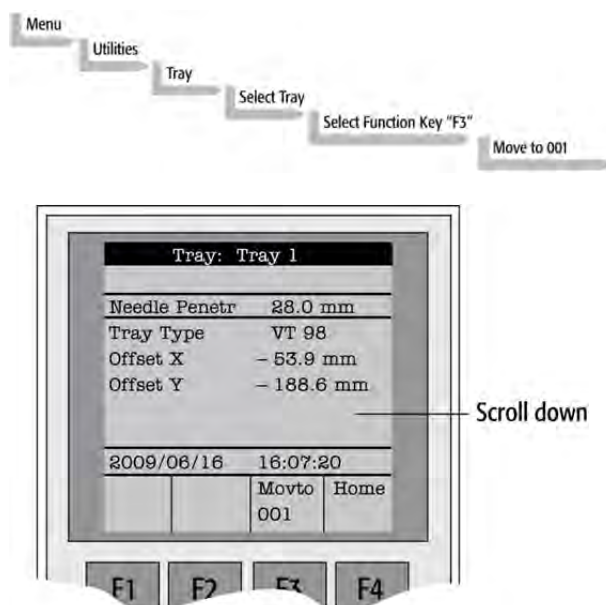 Menu
Utilities
Tray
Select Tray
Select Function Key "F3"
Move to 001
Tray: Tray 1
Needle Penetr 28.0 mm
Tray Type VT 98
Offset X – 53.9 mm
Offset Y – 188.6 mm
Scroll down
2009/06/16 16:07:20
Movto Home
001
F1 F2 F3 F4